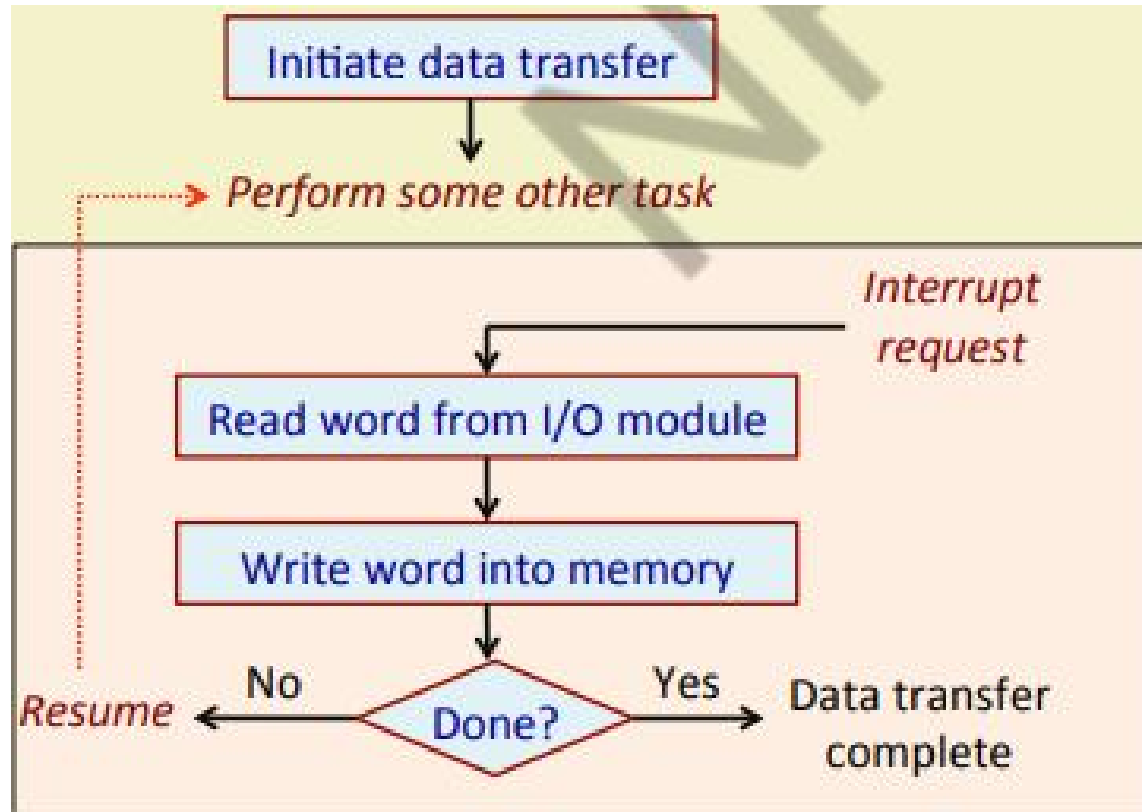 Initiate data transfer
Perform some other task
Interrupt
request
Read word from I/O module
Write word into memory
Done?
No
Yes
Resume
Data transfer
complete